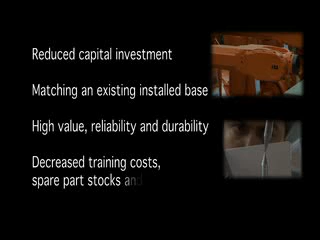 Reduced capital investment
Matching an existing installed base
High value, reliability and durability
Decreased training costs,
spare part stocks and